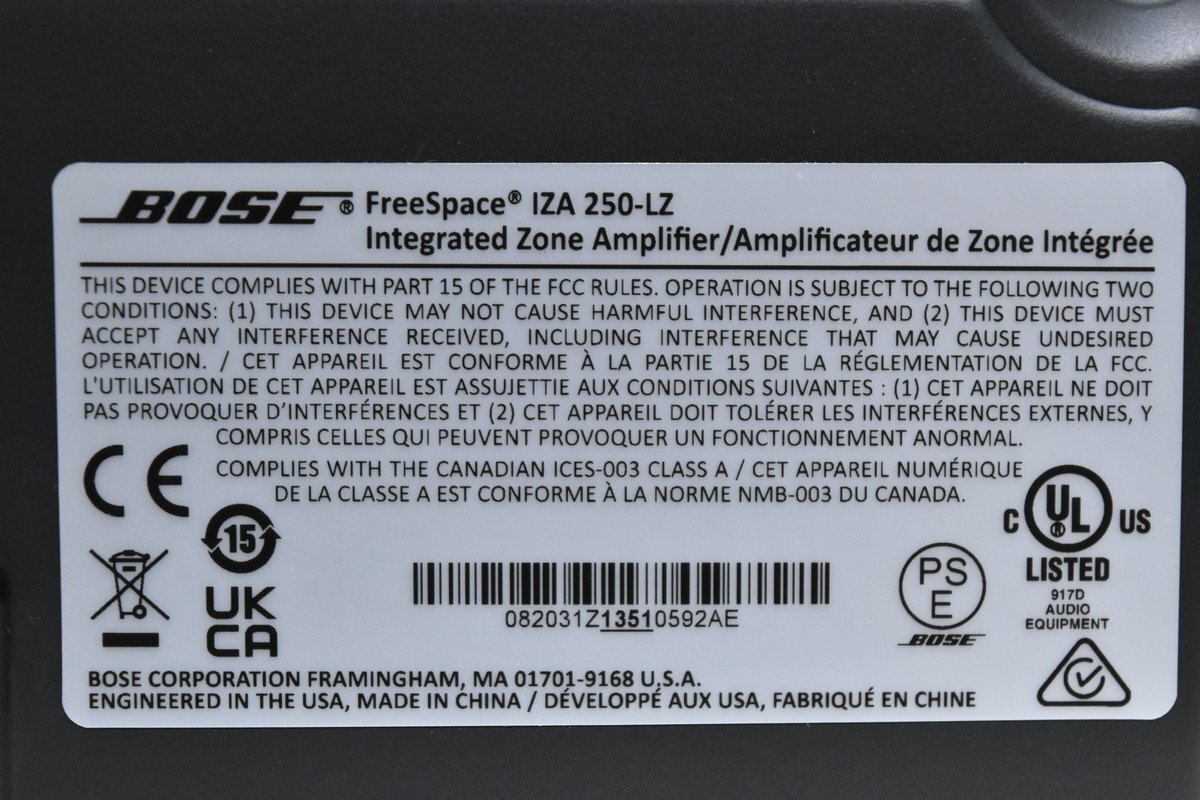 BOSE® FreeSpace® IZA 250-LZ
Integrated Zone Amplifier/Amplificateur de Zone Intégrée
THIS DEVICE COMPLIES WITH PART 15 OF THE FCC RULES. OPERATION IS SUBJECT TO THE FOLLOWING TWO
CONDITIONS: (1) THIS DEVICE MAY NOT CAUSE HARMFUL INTERFERENCE, AND (2) THIS DEVICE MUST
ACCEPT ANY INTERFERENCE RECEIVED, INCLUDING INTERFERENCE THAT MAY CAUSE UNDESIRED
OPERATION. / CET APPAREIL EST CONFORME À LA PARTIE 15 DE LA RÉGLEMENTATION DE LA FCC.
L'UTILISATION DE CET APPAREIL EST ASSUJETTIE AUX CONDITIONS SUIVANTES : (1) CET APPAREIL NE DOIT
PAS PROVOQUER D'INTERFÉRENCES ET (2) CET APPAREIL DOIT TOLÉRER LES INTERFÉRENCES EXTERNES, Y
COMPRIS CELLES QUI PEUVENT PROVOQUER UN FONCTIONNEMENT ANORMAL.
COMPLIES WITH THE CANADIAN ICES-003 CLASS A / CET APPAREIL NUMÉRIQUE
DE LA CLASSE A EST CONFORME À LA NORME NMB-003 DU CANADA.
CE
15
UK
CA
082031Z13510592AE
PS
E
BOSE
C UL® US
LISTED
917D
AUDIO
EQUIPMENT
BOSE CORPORATION FRAMINGHAM, MA 01701-9168 U.S.A.
ENGINEERED IN THE USA, MADE IN CHINA / DÉVELOPPÉ AUX USA, FABRIQUÉ EN CHINE